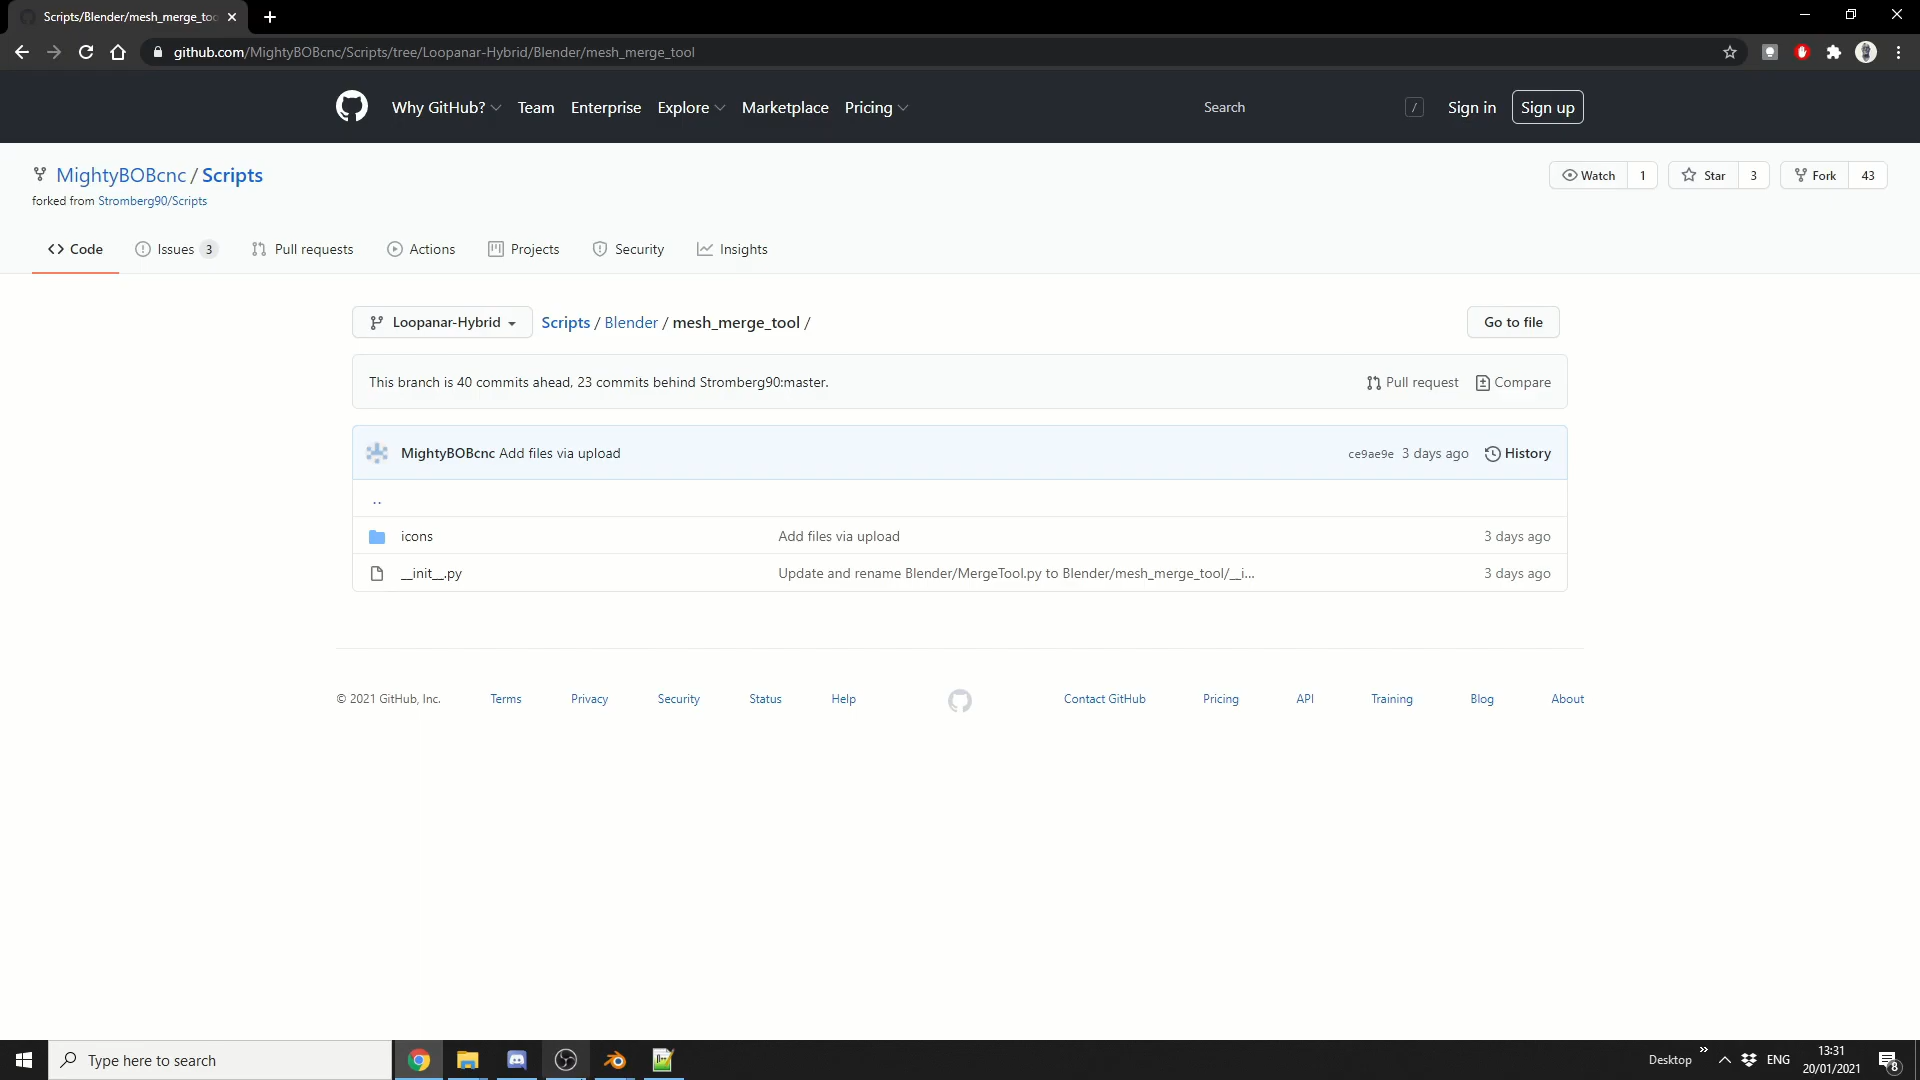 Scripts/Blender/mesh_merge_too
github.com/MightyBOBcnc/Scripts/tree/Loopanar-Hybrid/Blender/mesh_merge_tool
Why GitHub? Team Enterprise Explore Marketplace Pricing Search / Sign in Sign up
MightyBOBcnc / Scripts Watch 1 Star 3 Fork 43
forked from Stromberg90/Scripts
Code Issues 3 Pull requests Actions Projects Security Insights
Loopanar-Hybrid Scripts / Blender / mesh_merge_tool / Go to file
This branch is 40 commits ahead, 23 commits behind Stromberg90:master. Pull request Compare
MightyBOBcnc Add files via upload ce9ae9e 3 days ago History
..
icons Add files via upload 3 days ago
__init__.py Update and rename Blender/MergeTool.py to Blender/mesh_merge_tool/__i... 3 days ago
© 2021 GitHub, Inc. Terms Privacy Security Status Help Contact GitHub Pricing API Training Blog About
Type here to search Desktop ENG 13:31
20/01/2021 8